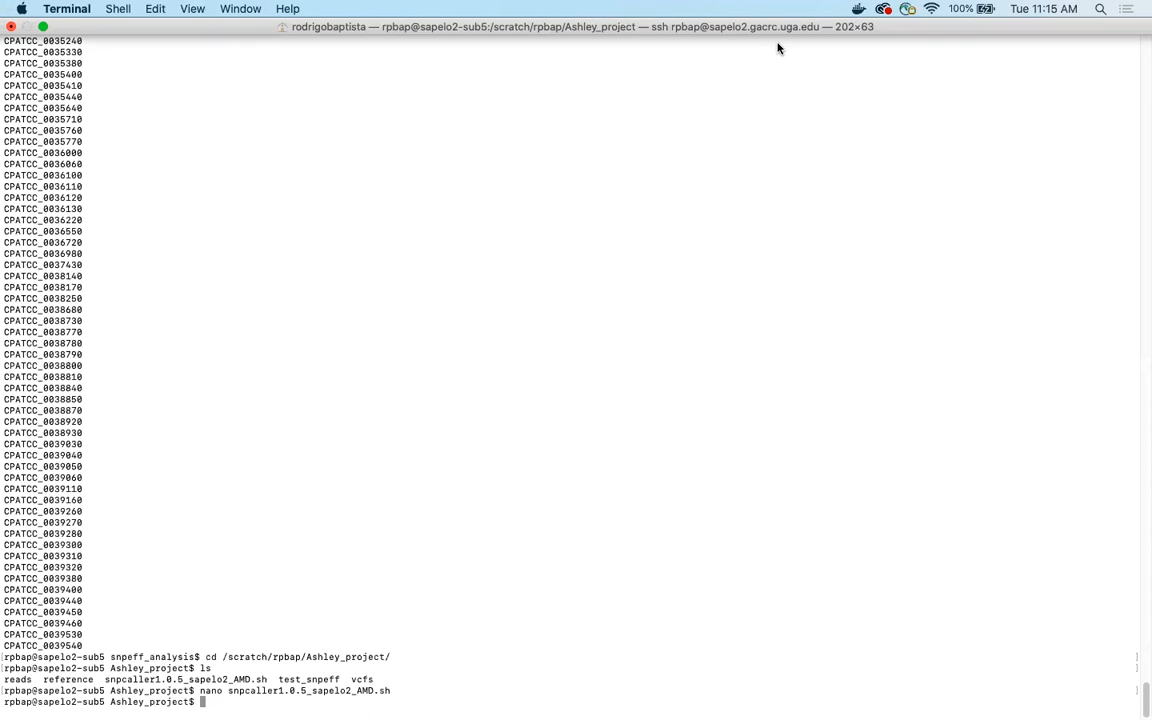 Terminal Shell Edit View Window Help 100% Tue 11:15 AM
rodrigobaptista — rpbap@sapelo2-sub5:/scratch/rpbap/Ashley_project — ssh rpbap@sapelo2.gacrc.uga.edu — 202×63
CPATCC_0035240
CPATCC_0035330
CPATCC_0035380
CPATCC_0035400
CPATCC_0035410
CPATCC_0035440
CPATCC_0035640
CPATCC_0035710
CPATCC_0035760
CPATCC_0035770
CPATCC_0036000
CPATCC_0036060
CPATCC_0036100
CPATCC_0036110
CPATCC_0036120
CPATCC_0036130
CPATCC_0036220
CPATCC_0036550
CPATCC_0036720
CPATCC_0036980
CPATCC_0037430
CPATCC_0038140
CPATCC_0038170
CPATCC_0038250
CPATCC_0038680
CPATCC_0038730
CPATCC_0038770
CPATCC_0038780
CPATCC_0038790
CPATCC_0038800
CPATCC_0038810
CPATCC_0038840
CPATCC_0038850
CPATCC_0038870
CPATCC_0038920
CPATCC_0038930
CPATCC_0039030
CPATCC_0039040
CPATCC_0039050
CPATCC_0039060
CPATCC_0039110
CPATCC_0039160
CPATCC_0039260
CPATCC_0039270
CPATCC_0039280
CPATCC_0039300
CPATCC_0039310
CPATCC_0039320
CPATCC_0039380
CPATCC_0039400
CPATCC_0039440
CPATCC_0039450
CPATCC_0039460
CPATCC_0039530
CPATCC_0039540
[rpbap@sapelo2-sub5 snpeff_analysis$ cd /scratch/rpbap/Ashley_project/ ]
[rpbap@sapelo2-sub5 Ashley_project$ ls ]
reads reference snpcaller1.0.5_sapelo2_AMD.sh test_snpeff vcfs
[rpbap@sapelo2-sub5 Ashley_project$ nano snpcaller1.0.5_sapelo2_AMD.sh ]
rpbap@sapelo2-sub5 Ashley_project$